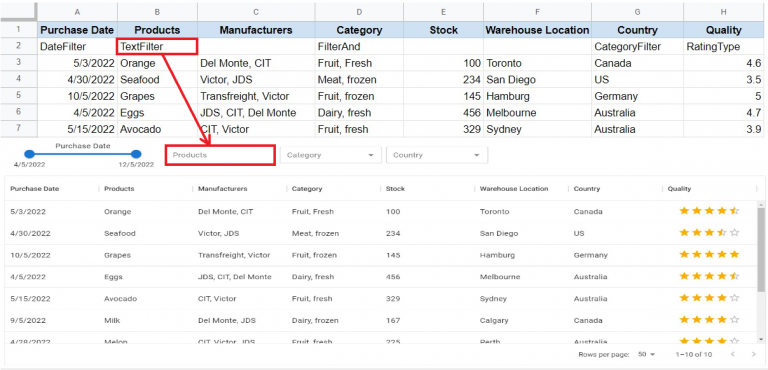 A B C D E F G H
1 Purchase Date Products Manufacturers Category Stock Warehouse Location Country Quality
2 DateFilter TextFilter FilterAnd CategoryFilter RatingType
3 5/3/2022 Orange Del Monte, CIT Fruit, Fresh 100 Toronto Canada 4.6
4 4/30/2022 Seafood Victor, JDS Meat, frozen 234 San Diego US 3.5
5 10/5/2022 Grapes Transfreight, Victor Fruit, frozen 145 Hamburg Germany 5
6 4/5/2022 Eggs JDS, CIT, Del Monte Dairy, fresh 456 Melbourne Australia 4.7
7 5/15/2022 Avocado CIT, Victor Fruit, fresh 329 Sydney Australia 3.9
Purchase Date
Products Category Country
4/5/2022 12/5/2022
Purchase Date Products Manufacturers Category Stock Warehouse Location Country Quality
5/3/2022 Orange Del Monte, CIT Fruit, Fresh 100 Toronto Canada
4/30/2022 Seafood Victor, JDS Meat, frozen 234 San Diego US
10/5/2022 Grapes Transfreight, Victor Fruit, frozen 145 Hamburg Germany
4/5/2022 Eggs JDS, CIT, Del Monte Dairy, fresh 456 Melbourne Australia
5/15/2022 Avocado CIT, Victor Fruit, fresh 329 Sydney Australia
9/5/2022 Milk Del Monte, JDS Dairy, frozen 167 Calgary Canada
4/28/2022 Melon CIT, Victor, JDS Fruit, fresh 225 Perth Australia
Rows per page: 50 1–10 of 10